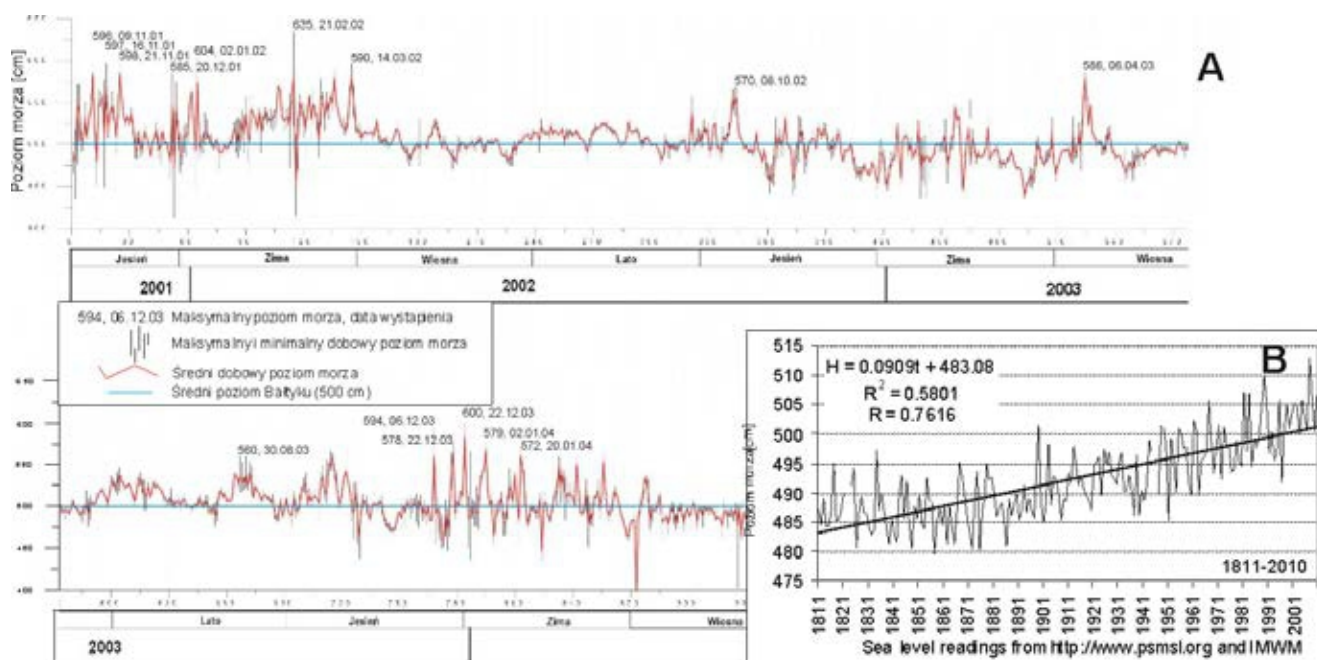 A
Poziom morza [cm]
596, 09.11.01
597, 16.11.01
598, 21.11.01
585, 20.12.01
604, 02.01.02
635, 21.02.02
590, 14.03.02
570, 08.10.02
586, 06.04.03
Jesień Zima Wiosna Lato Jesień Zima Wiosna
2001 2002 2003
594, 06.12.03 Maksymalny poziom morza, data wystąpienia
Maksymalny i minimalny dobowy poziom morza
Średni dobowy poziom morza
Średni poziom Bałtyku (500 cm)
560, 30.08.03
594, 06.12.03
578, 22.12.03
600, 22.12.03
579, 02.01.04
572, 20.01.04
Lato Jesień Zima Wiosna
2003
B
H = 0.0909t + 483.08
R² = 0.5801
R = 0.7616
Poziom morza[cm]
515
510
505
500
495
490
485
480
475
1811-2010
1811 1821 1831 1841 1851 1861 1871 1881 1891 1901 1911 1921 1931 1941 1951 1961 1971 1981 1991 2001
Sea level readings from http://www.psmsl.org and IMWM